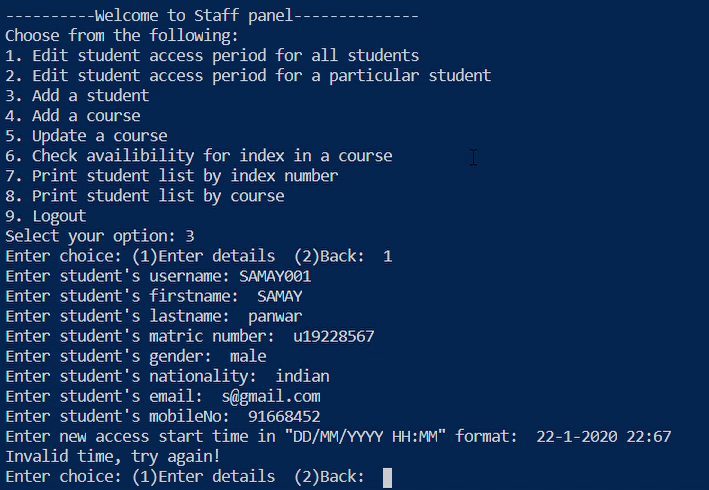 ----------Welcome to Staff panel--------------
Choose from the following:
1. Edit student access period for all students
2. Edit student access period for a particular student
3. Add a student
4. Add a course
5. Update a course
6. Check availibility for index in a course
7. Print student list by index number
8. Print student list by course
9. Logout
Select your option: 3
Enter choice: (1)Enter details  (2)Back:  1
Enter student's username: SAMAY001
Enter student's firstname:  SAMAY
Enter student's lastname:  panwar
Enter student's matric number:  u19228567
Enter student's gender:  male
Enter student's nationality:  indian
Enter student's email:  s@gmail.com
Enter student's mobileNo:  91668452
Enter new access start time in "DD/MM/YYYY HH:MM" format:  22-1-2020 22:67
Invalid time, try again!
Enter choice: (1)Enter details  (2)Back: